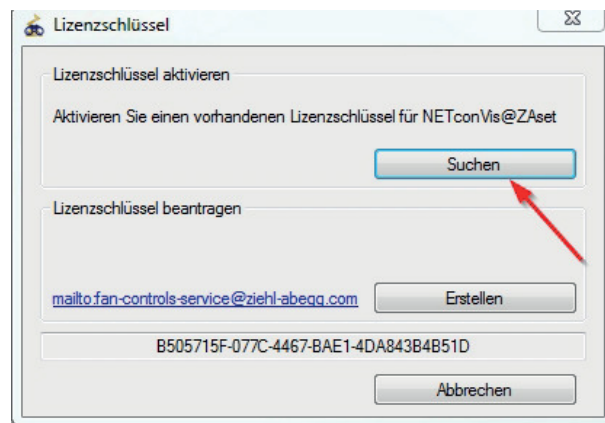 Lizenzschlüssel
Lizenzschlüssel aktivieren
Aktivieren Sie einen vorhandenen Lizenzschlüssel für NETconVis@ZAset
Suchen
Lizenzschlüssel beantragen
mailto:fan-controls-service@ziehl-abegg.com
Erstellen
B505715F-077C-4467-BAE1-4DA843B4B51D
Abbrechen